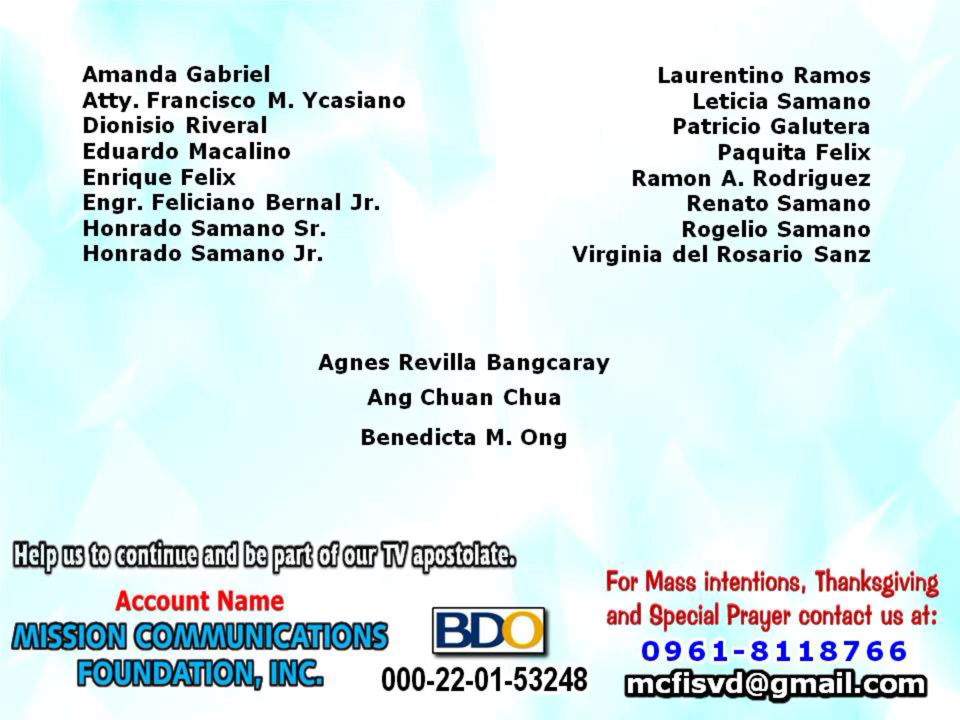 Amanda Gabriel
Atty. Francisco M. Ycasiano
Dionisio Riveral
Eduardo Macalino
Enrique Felix
Engr. Feliciano Bernal Jr.
Honrado Samano Sr.
Honrado Samano Jr.
Laurentino Ramos
Leticia Samano
Patricio Galutera
Paquita Felix
Ramon A. Rodriguez
Renato Samano
Rogelio Samano
Virginia del Rosario Sanz
Agnes Revilla Bangcaray
Ang Chuan Chua
Benedicta M. Ong
Help us to continue and be part of our TV apostolate.
Account Name
MISSION COMMUNICATIONS
FOUNDATION, INC.
BDO
000-22-01-53248
For Mass intentions, Thanksgiving
and Special Prayer contact us at:
0961-8118766
mcfisvd@gmail.com